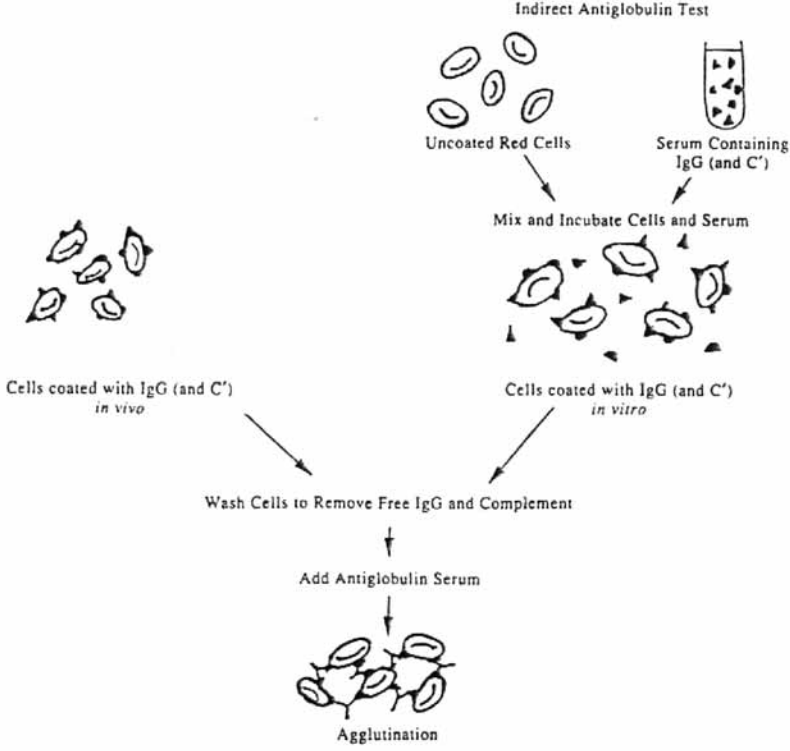 Indirect Antiglobulin Test
Uncoated Red Cells
Serum Containing
IgG (and C′)
Mix and Incubate Cells and Serum
Cells coated with IgG (and C′)
in vivo
Cells coated with IgG (and C′)
in vitro
Wash Cells to Remove Free IgG and Complement
Add Antiglobulin Serum
Agglutination